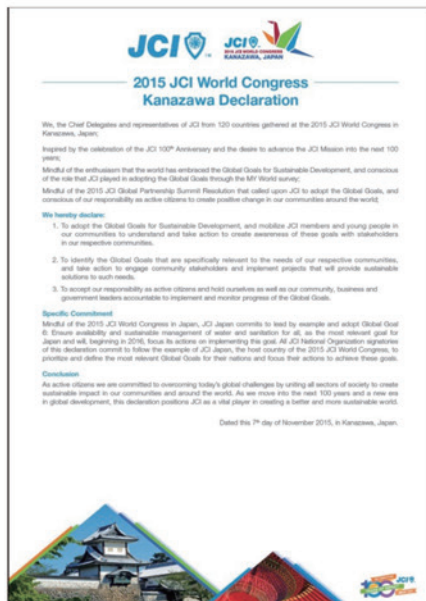 JCI
JCI
2015 JCI WORLD CONGRESS
KANAZAWA, JAPAN
2015 JCI World Congress
Kanazawa Declaration
We, the Chief Delegates and representatives of JCI from 120 countries gathered at the 2015 JCI World Congress in
Kanazawa, Japan;
Inspired by the celebration of the JCI 100th Anniversary and the desire to advance the JCI Mission into the next 100
years;
Mindful of the enthusiasm that the world has embraced the Global Goals for Sustainable Development, and conscious
of the role that JCI played in adopting the Global Goals through the MY World survey;
Mindful of the 2015 JCI Global Partnership Summit Resolution that called upon JCI to adopt the Global Goals, and
conscious of our responsibility as active citizens to create positive change in our communities around the world;
We hereby declare:
1. To adopt the Global Goals for Sustainable Development, and mobilize JCI members and young people in
our communities to understand and take action to create awareness of these goals with stakeholders
in our respective communities.
2. To identify the Global Goals that are specifically relevant to the needs of our respective communities,
and take action to engage community stakeholders and implement projects that will provide sustainable
solutions to such needs.
3. To accept our responsibility as active citizens and hold ourselves as well as our community, business and
government leaders accountable to implement and monitor progress of the Global Goals.
Specific Commitment
Mindful of the 2015 JCI World Congress in Japan, JCI Japan commits to lead by example and adopt Global Goal
6: Ensure availability and sustainable management of water and sanitation for all, as the most relevant goal for
Japan and will, beginning in 2016, focus its actions on implementing this goal. All JCI National Organization signatories
of this declaration commit to follow the example of JCI Japan, the host country of the 2015 JCI World Congress, to
prioritize and define the most relevant Global Goals for their nations and focus their actions to achieve these goals.
Conclusion
As active citizens we are committed to overcoming today's global challenges by uniting all sectors of society to create
sustainable impact in our communities and around the world. As we move into the next 100 years and a new era
in global development, this declaration positions JCI as a vital player in creating a better and more sustainable world.
Dated this 7th day of November 2015, in Kanazawa, Japan.
100
JCI